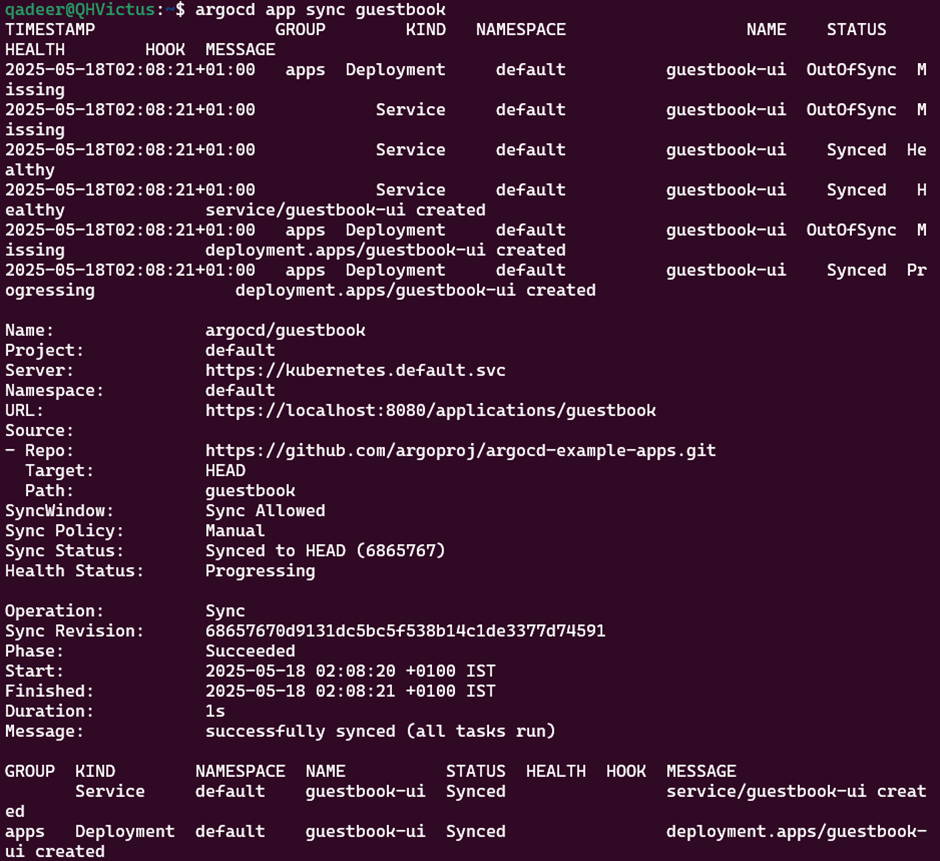 qadeer@QHVictus:~$ argocd app sync guestbook
TIMESTAMP                  GROUP        KIND   NAMESPACE                  NAME    STATUS
HEALTH        HOOK  MESSAGE
2025-05-18T02:08:21+01:00   apps  Deployment     default          guestbook-ui  OutOfSync  M
issing
2025-05-18T02:08:21+01:00            Service     default          guestbook-ui  OutOfSync  M
issing
2025-05-18T02:08:21+01:00            Service     default          guestbook-ui    Synced  He
althy
2025-05-18T02:08:21+01:00            Service     default          guestbook-ui    Synced   H
ealthy              service/guestbook-ui created
2025-05-18T02:08:21+01:00   apps  Deployment     default          guestbook-ui  OutOfSync  M
issing              deployment.apps/guestbook-ui created
2025-05-18T02:08:21+01:00   apps  Deployment     default          guestbook-ui    Synced  Pr
ogressing              deployment.apps/guestbook-ui created
Name:               argocd/guestbook
Project:            default
Server:             https://kubernetes.default.svc
Namespace:          default
URL:                https://localhost:8080/applications/guestbook
Source:
- Repo:             https://github.com/argoproj/argocd-example-apps.git
  Target:           HEAD
  Path:             guestbook
SyncWindow:         Sync Allowed
Sync Policy:        Manual
Sync Status:        Synced to HEAD (6865767)
Health Status:      Progressing
Operation:          Sync
Sync Revision:      68657670d9131dc5bc5f538b14c1de3377d74591
Phase:              Succeeded
Start:              2025-05-18 02:08:20 +0100 IST
Finished:           2025-05-18 02:08:21 +0100 IST
Duration:           1s
Message:            successfully synced (all tasks run)
GROUP  KIND        NAMESPACE  NAME          STATUS  HEALTH  HOOK  MESSAGE
       Service     default    guestbook-ui  Synced                service/guestbook-ui creat
ed
apps   Deployment  default    guestbook-ui  Synced                deployment.apps/guestbook-
ui created